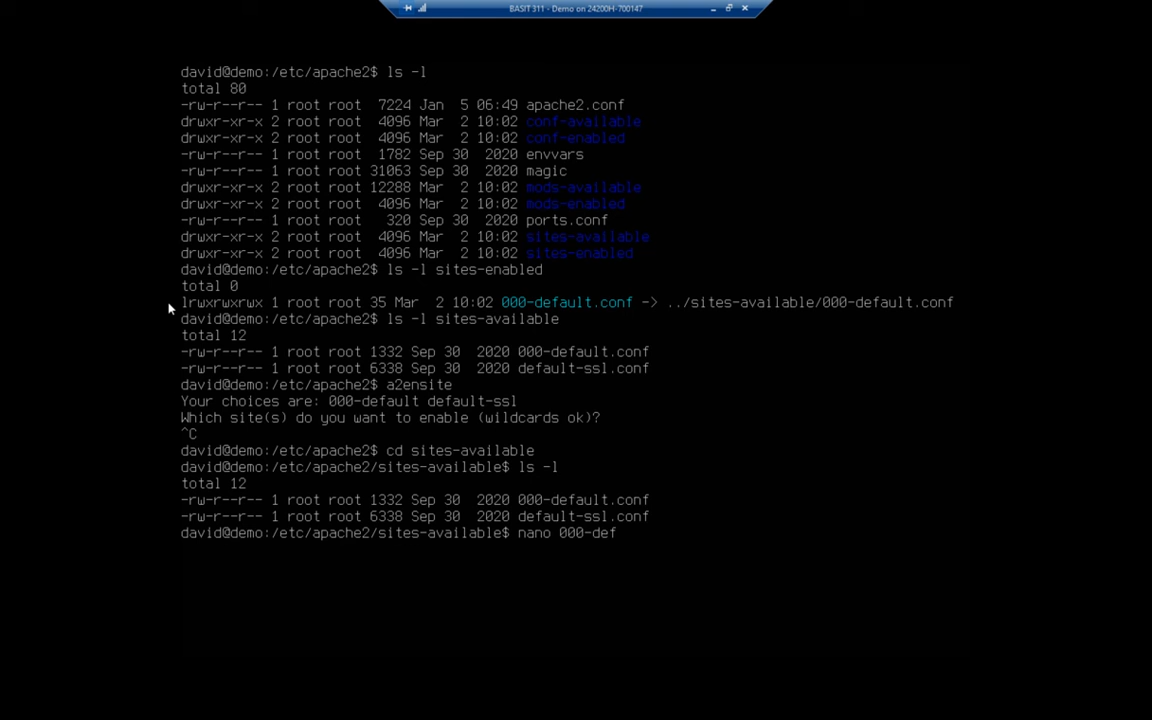 BASIT 311 - Demo on 24200H-700147
david@demo:/etc/apache2$ ls -l
total 80
-rw-r--r-- 1 root root  7224 Jan  5 06:49 apache2.conf
drwxr-xr-x 2 root root  4096 Mar  2 10:02 conf-available
drwxr-xr-x 2 root root  4096 Mar  2 10:02 conf-enabled
-rw-r--r-- 1 root root  1782 Sep 30  2020 envvars
-rw-r--r-- 1 root root 31063 Sep 30  2020 magic
drwxr-xr-x 2 root root 12288 Mar  2 10:02 mods-available
drwxr-xr-x 2 root root  4096 Mar  2 10:02 mods-enabled
-rw-r--r-- 1 root root   320 Sep 30  2020 ports.conf
drwxr-xr-x 2 root root  4096 Mar  2 10:02 sites-available
drwxr-xr-x 2 root root  4096 Mar  2 10:02 sites-enabled
david@demo:/etc/apache2$ ls -l sites-enabled
total 0
lrwxrwxrwx 1 root root 35 Mar  2 10:02 000-default.conf -> ../sites-available/000-default.conf
david@demo:/etc/apache2$ ls -l sites-available
total 12
-rw-r--r-- 1 root root 1332 Sep 30  2020 000-default.conf
-rw-r--r-- 1 root root 6338 Sep 30  2020 default-ssl.conf
david@demo:/etc/apache2$ a2ensite
Your choices are: 000-default default-ssl
Which site(s) do you want to enable (wildcards ok)?
^C
david@demo:/etc/apache2$ cd sites-available
david@demo:/etc/apache2/sites-available$ ls -l
total 12
-rw-r--r-- 1 root root 1332 Sep 30  2020 000-default.conf
-rw-r--r-- 1 root root 6338 Sep 30  2020 default-ssl.conf
david@demo:/etc/apache2/sites-available$ nano 000-def